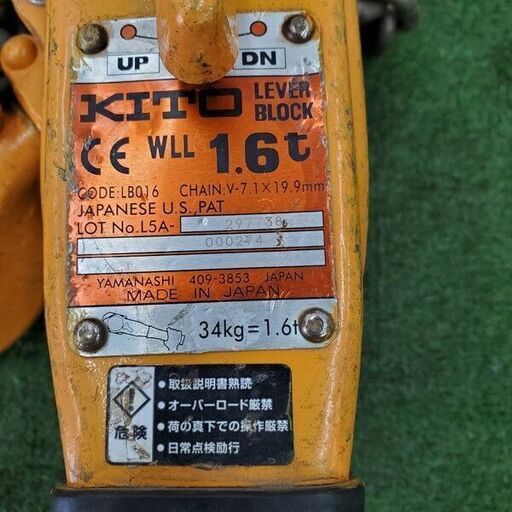 UP DN
KITO LEVER BLOCK
CE WLL 1.6t
CODE:LB016 CHAIN:V-7.1×19.9mm
JAPANESE U.S.,PAT
LOT No.L5A- 297738
000274
YAMANASHI 409-3853 JAPAN
MADE IN JAPAN
34kg=1.6t
危険
●取扱説明書熟読
●オーバーロード厳禁
●荷の真下での操作厳禁
●日常点検励行